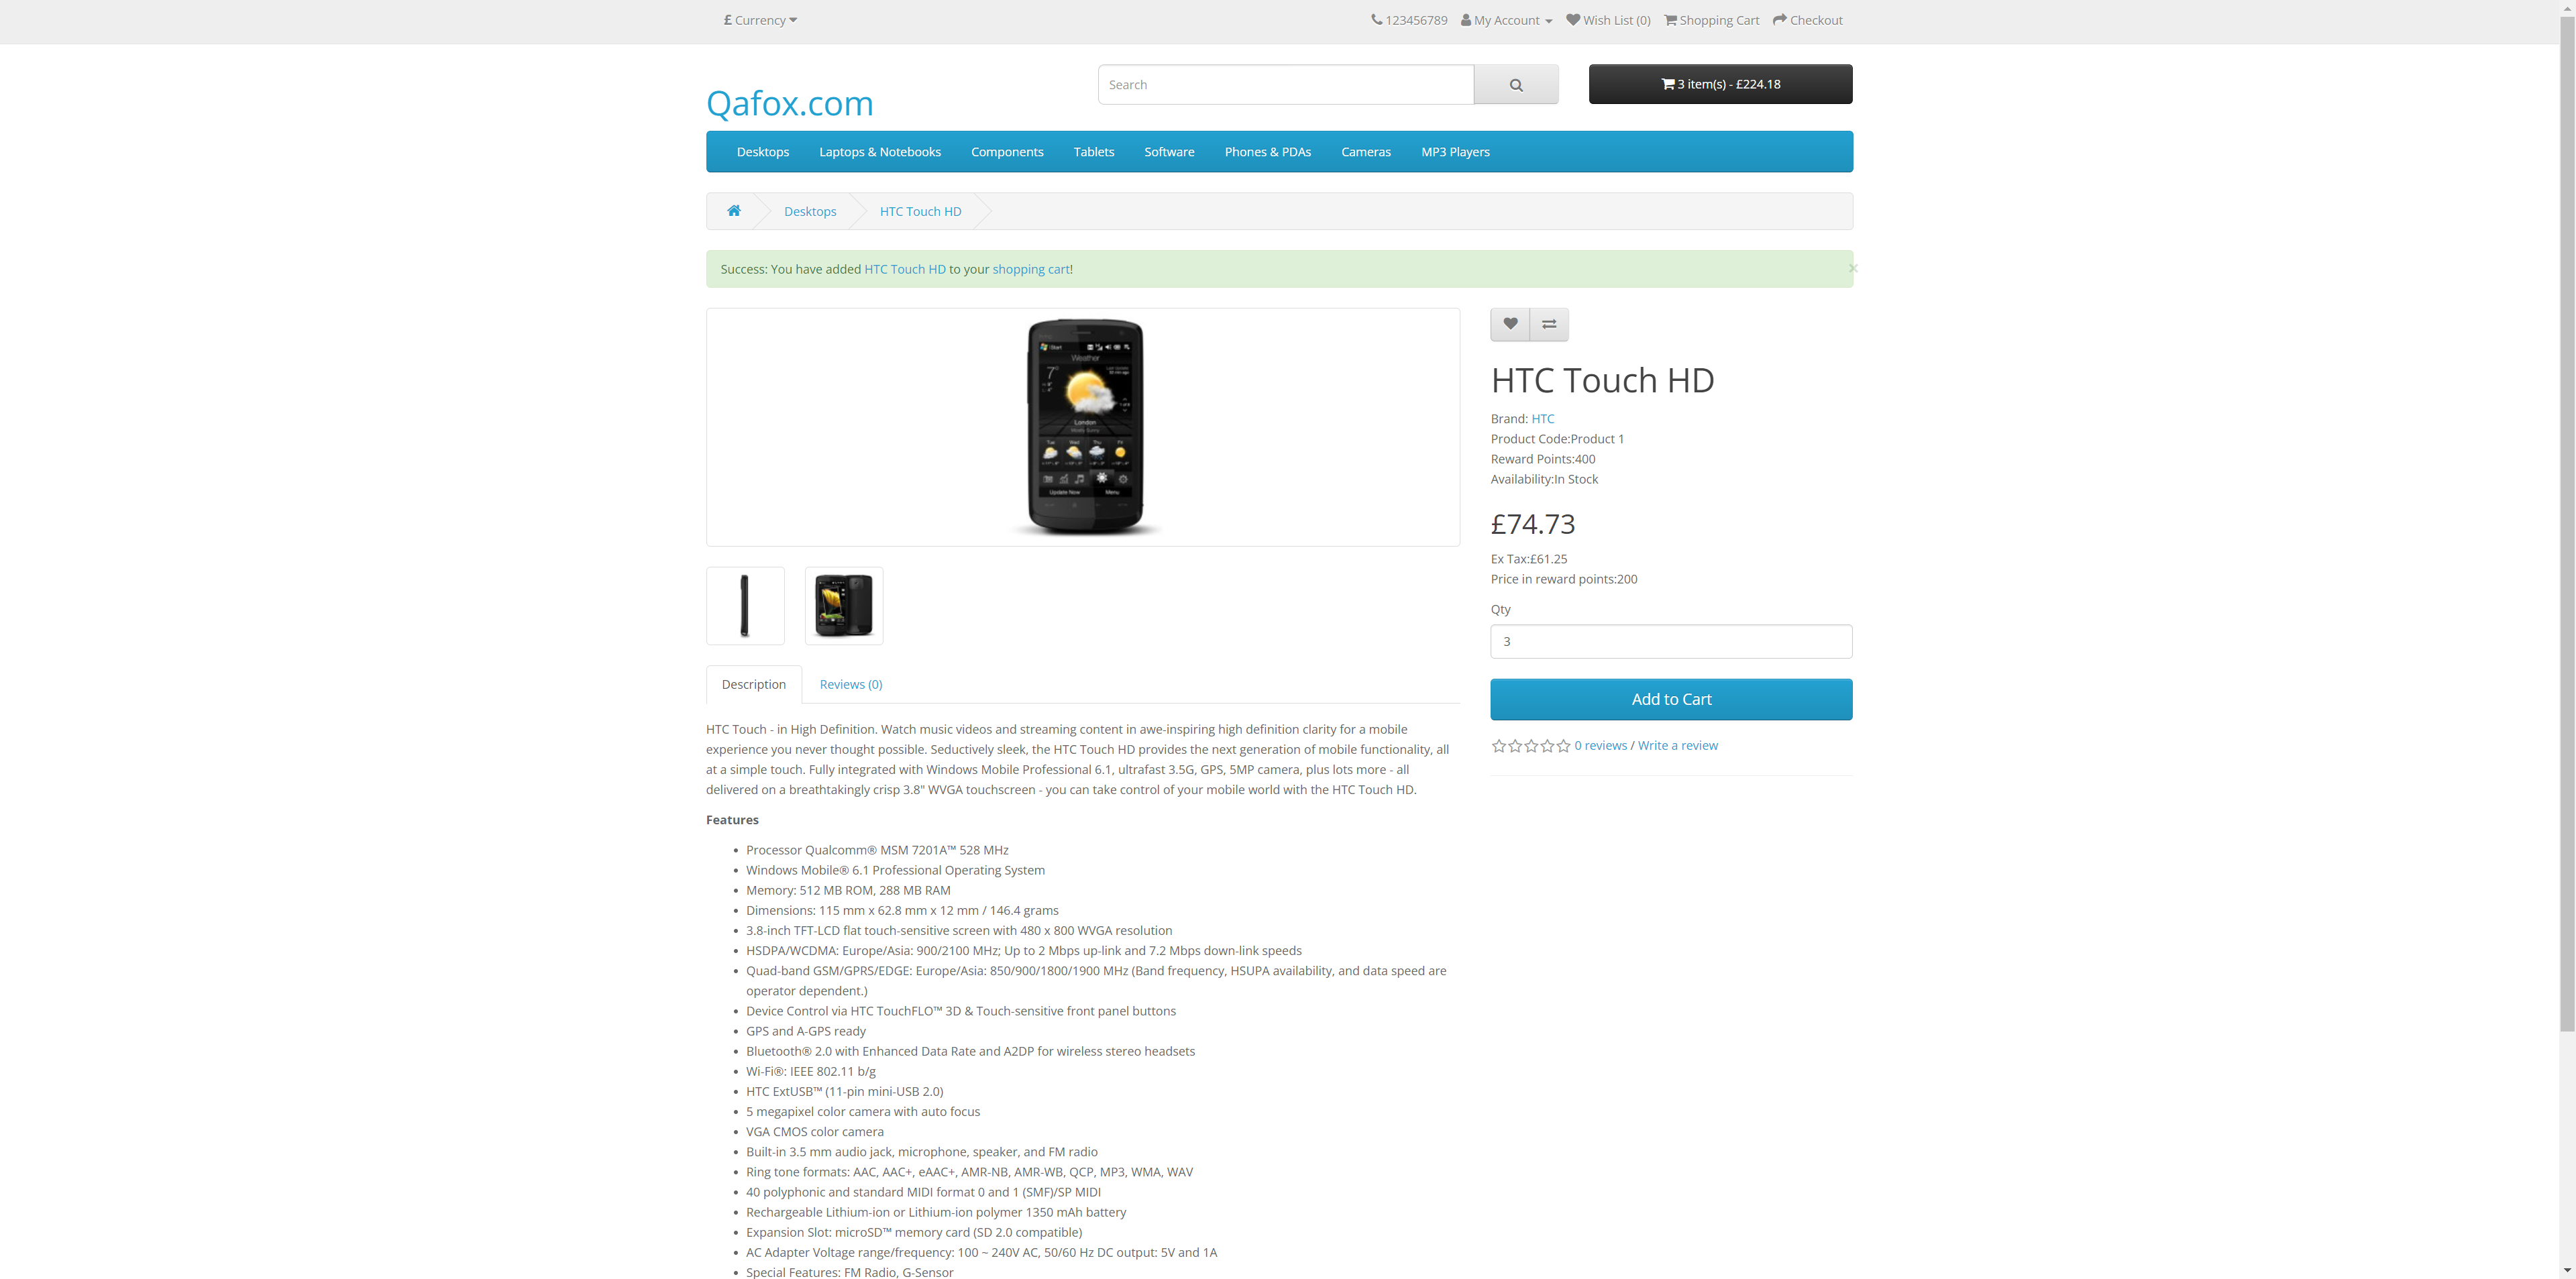 £ Currency
123456789 My Account Wish List (0) Shopping Cart Checkout
Qafox.com
Search
3 item(s) - £224.18
Desktops Laptops & Notebooks Components Tablets Software Phones & PDAs Cameras MP3 Players
Desktops HTC Touch HD
Success: You have added HTC Touch HD to your shopping cart!
×
Start
Weather
7°
London
Mostly Sunny
Tue Wed Thu Fri
Update Now Menu
HTC Touch HD
Brand: HTC
Product Code:Product 1
Reward Points:400
Availability:In Stock
£74.73
Ex Tax:£61.25
Price in reward points:200
Qty
3
Add to Cart
0 reviews / Write a review
Description Reviews (0)
HTC Touch - in High Definition. Watch music videos and streaming content in awe-inspiring high definition clarity for a mobile
experience you never thought possible. Seductively sleek, the HTC Touch HD provides the next generation of mobile functionality, all
at a simple touch. Fully integrated with Windows Mobile Professional 6.1, ultrafast 3.5G, GPS, 5MP camera, plus lots more - all
delivered on a breathtakingly crisp 3.8" WVGA touchscreen - you can take control of your mobile world with the HTC Touch HD.
Features
• Processor Qualcomm® MSM 7201A™ 528 MHz
• Windows Mobile® 6.1 Professional Operating System
• Memory: 512 MB ROM, 288 MB RAM
• Dimensions: 115 mm x 62.8 mm x 12 mm / 146.4 grams
• 3.8-inch TFT-LCD flat touch-sensitive screen with 480 x 800 WVGA resolution
• HSDPA/WCDMA: Europe/Asia: 900/2100 MHz; Up to 2 Mbps up-link and 7.2 Mbps down-link speeds
• Quad-band GSM/GPRS/EDGE: Europe/Asia: 850/900/1800/1900 MHz (Band frequency, HSUPA availability, and data speed are
operator dependent.)
• Device Control via HTC TouchFLO™ 3D & Touch-sensitive front panel buttons
• GPS and A-GPS ready
• Bluetooth® 2.0 with Enhanced Data Rate and A2DP for wireless stereo headsets
• Wi-Fi®: IEEE 802.11 b/g
• HTC ExtUSB™ (11-pin mini-USB 2.0)
• 5 megapixel color camera with auto focus
• VGA CMOS color camera
• Built-in 3.5 mm audio jack, microphone, speaker, and FM radio
• Ring tone formats: AAC, AAC+, eAAC+, AMR-NB, AMR-WB, QCP, MP3, WMA, WAV
• 40 polyphonic and standard MIDI format 0 and 1 (SMF)/SP MIDI
• Rechargeable Lithium-ion or Lithium-ion polymer 1350 mAh battery
• Expansion Slot: microSD™ memory card (SD 2.0 compatible)
• AC Adapter Voltage range/frequency: 100 ~ 240V AC, 50/60 Hz DC output: 5V and 1A
• Special Features: FM Radio, G-Sensor